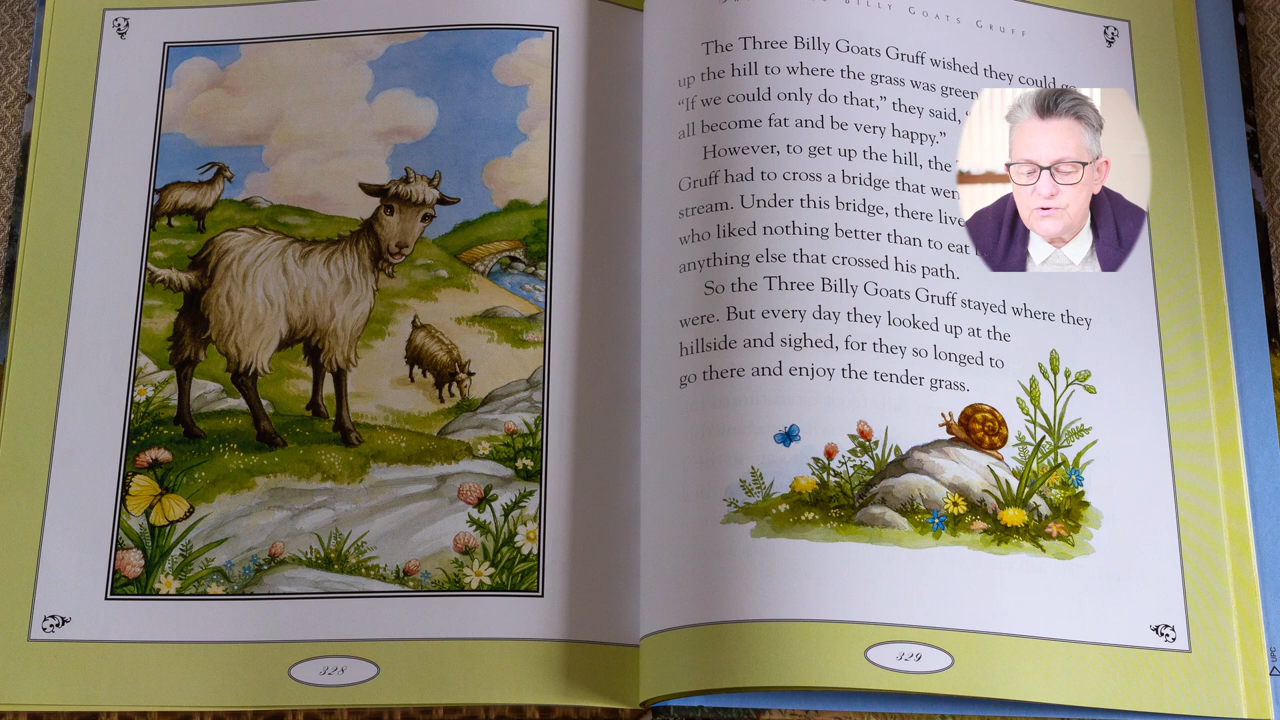 BILLY GOATS GRUFF
The Three Billy Goats Gruff wished they could go
up the hill to where the grass was green
“If we could only do that,” they said,
all become fat and be very happy.”
However, to get up the hill, the
Gruff had to cross a bridge that
stream. Under this bridge, there
who liked nothing better than to eat
anything else that crossed his path.
So the Three Billy Goats Gruff stayed where they
were. But every day they looked up at the
hillside and sighed, for they so longed to
go there and enjoy the tender grass.
328
329
UPC